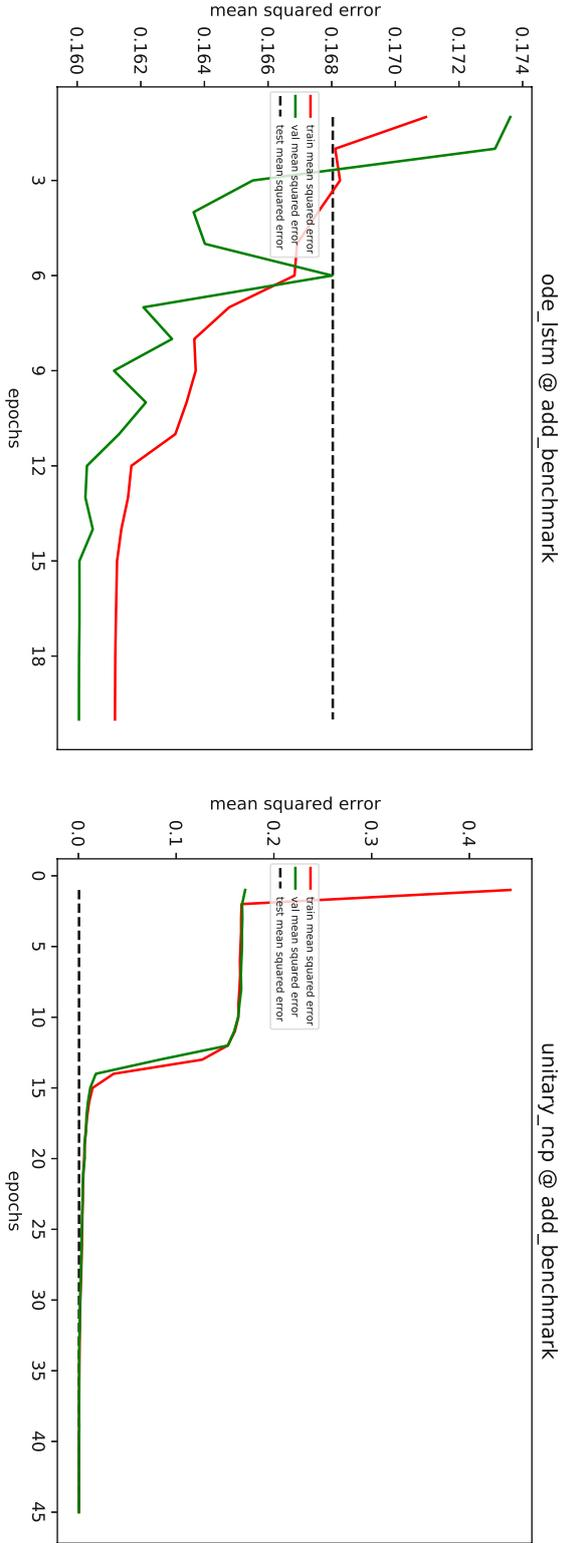 ode_lstm @ add_benchmark
mean squared error
0.174
0.172
0.170
0.168
0.166
0.164
0.162
0.160
train mean squared error
val mean squared error
test mean squared error
3 6 9 12 15 18
epochs
unitary_ncp @ add_benchmark
mean squared error
0.4
0.3
0.2
0.1
0.0
train mean squared error
val mean squared error
test mean squared error
0 5 10 15 20 25 30 35 40 45
epochs